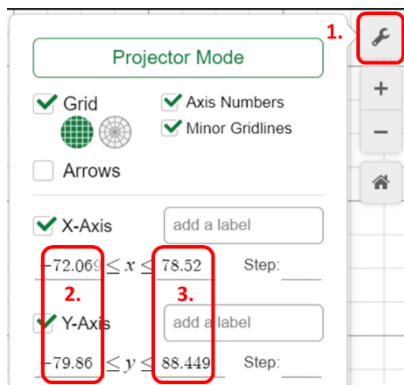 1.
Projector Mode
Grid
Axis Numbers
Minor Gridlines
Arrows
+
−
X-Axis
add a label
−72.069 ≤ x ≤ 78.52 Step:
2.
3.
Y-Axis
add a label
−79.86 ≤ y ≤ 88.449 Step: